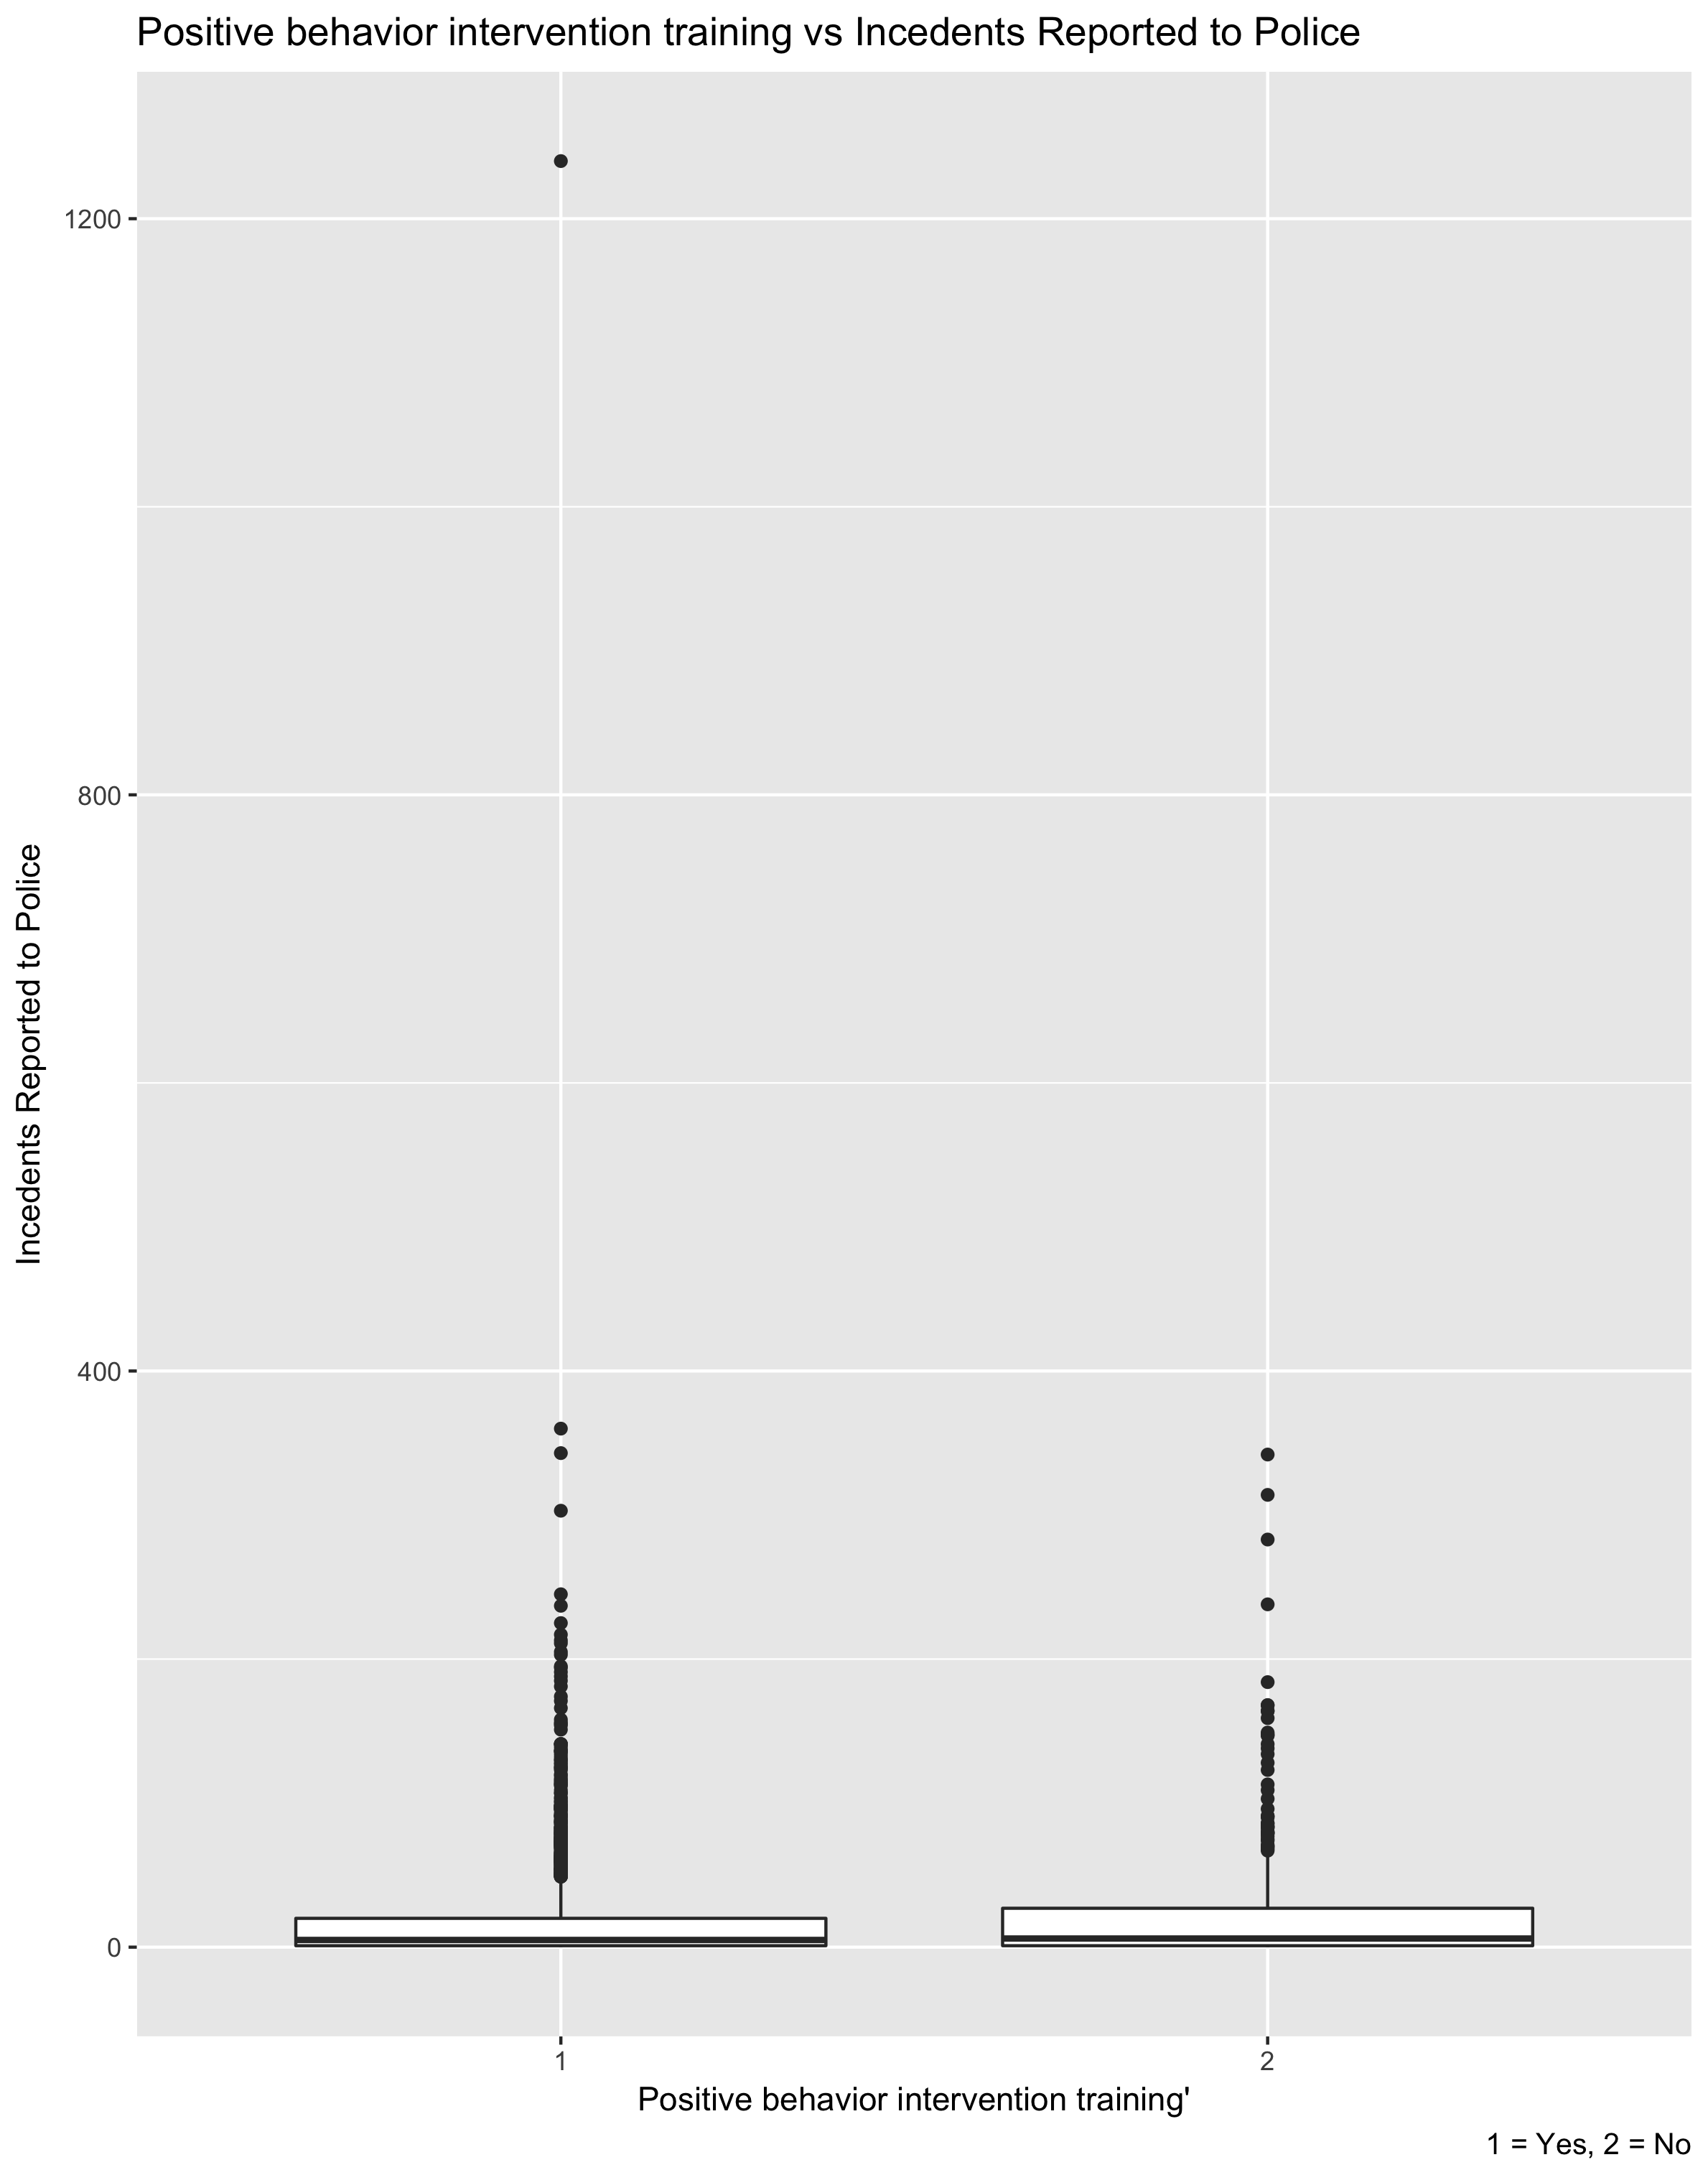 Positive behavior intervention training vs Incedents Reported to Police
1200
800
400
0
Incedents Reported to Police
1
2
Positive behavior intervention training'
1 = Yes, 2 = No